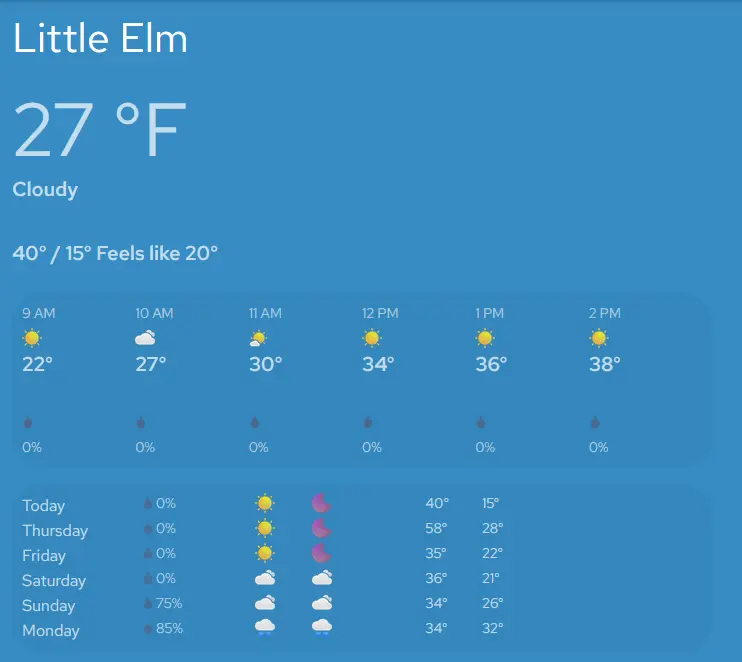 Little Elm
27 °F
Cloudy
40° / 15° Feels like 20°
9 AM 10 AM 11 AM 12 PM 1 PM 2 PM
22° 27° 30° 34° 36° 38°
0% 0% 0% 0% 0% 0%
Today 0% 40° 15°
Thursday 0% 58° 28°
Friday 0% 35° 22°
Saturday 0% 36° 21°
Sunday 75% 34° 26°
Monday 85% 34° 32°